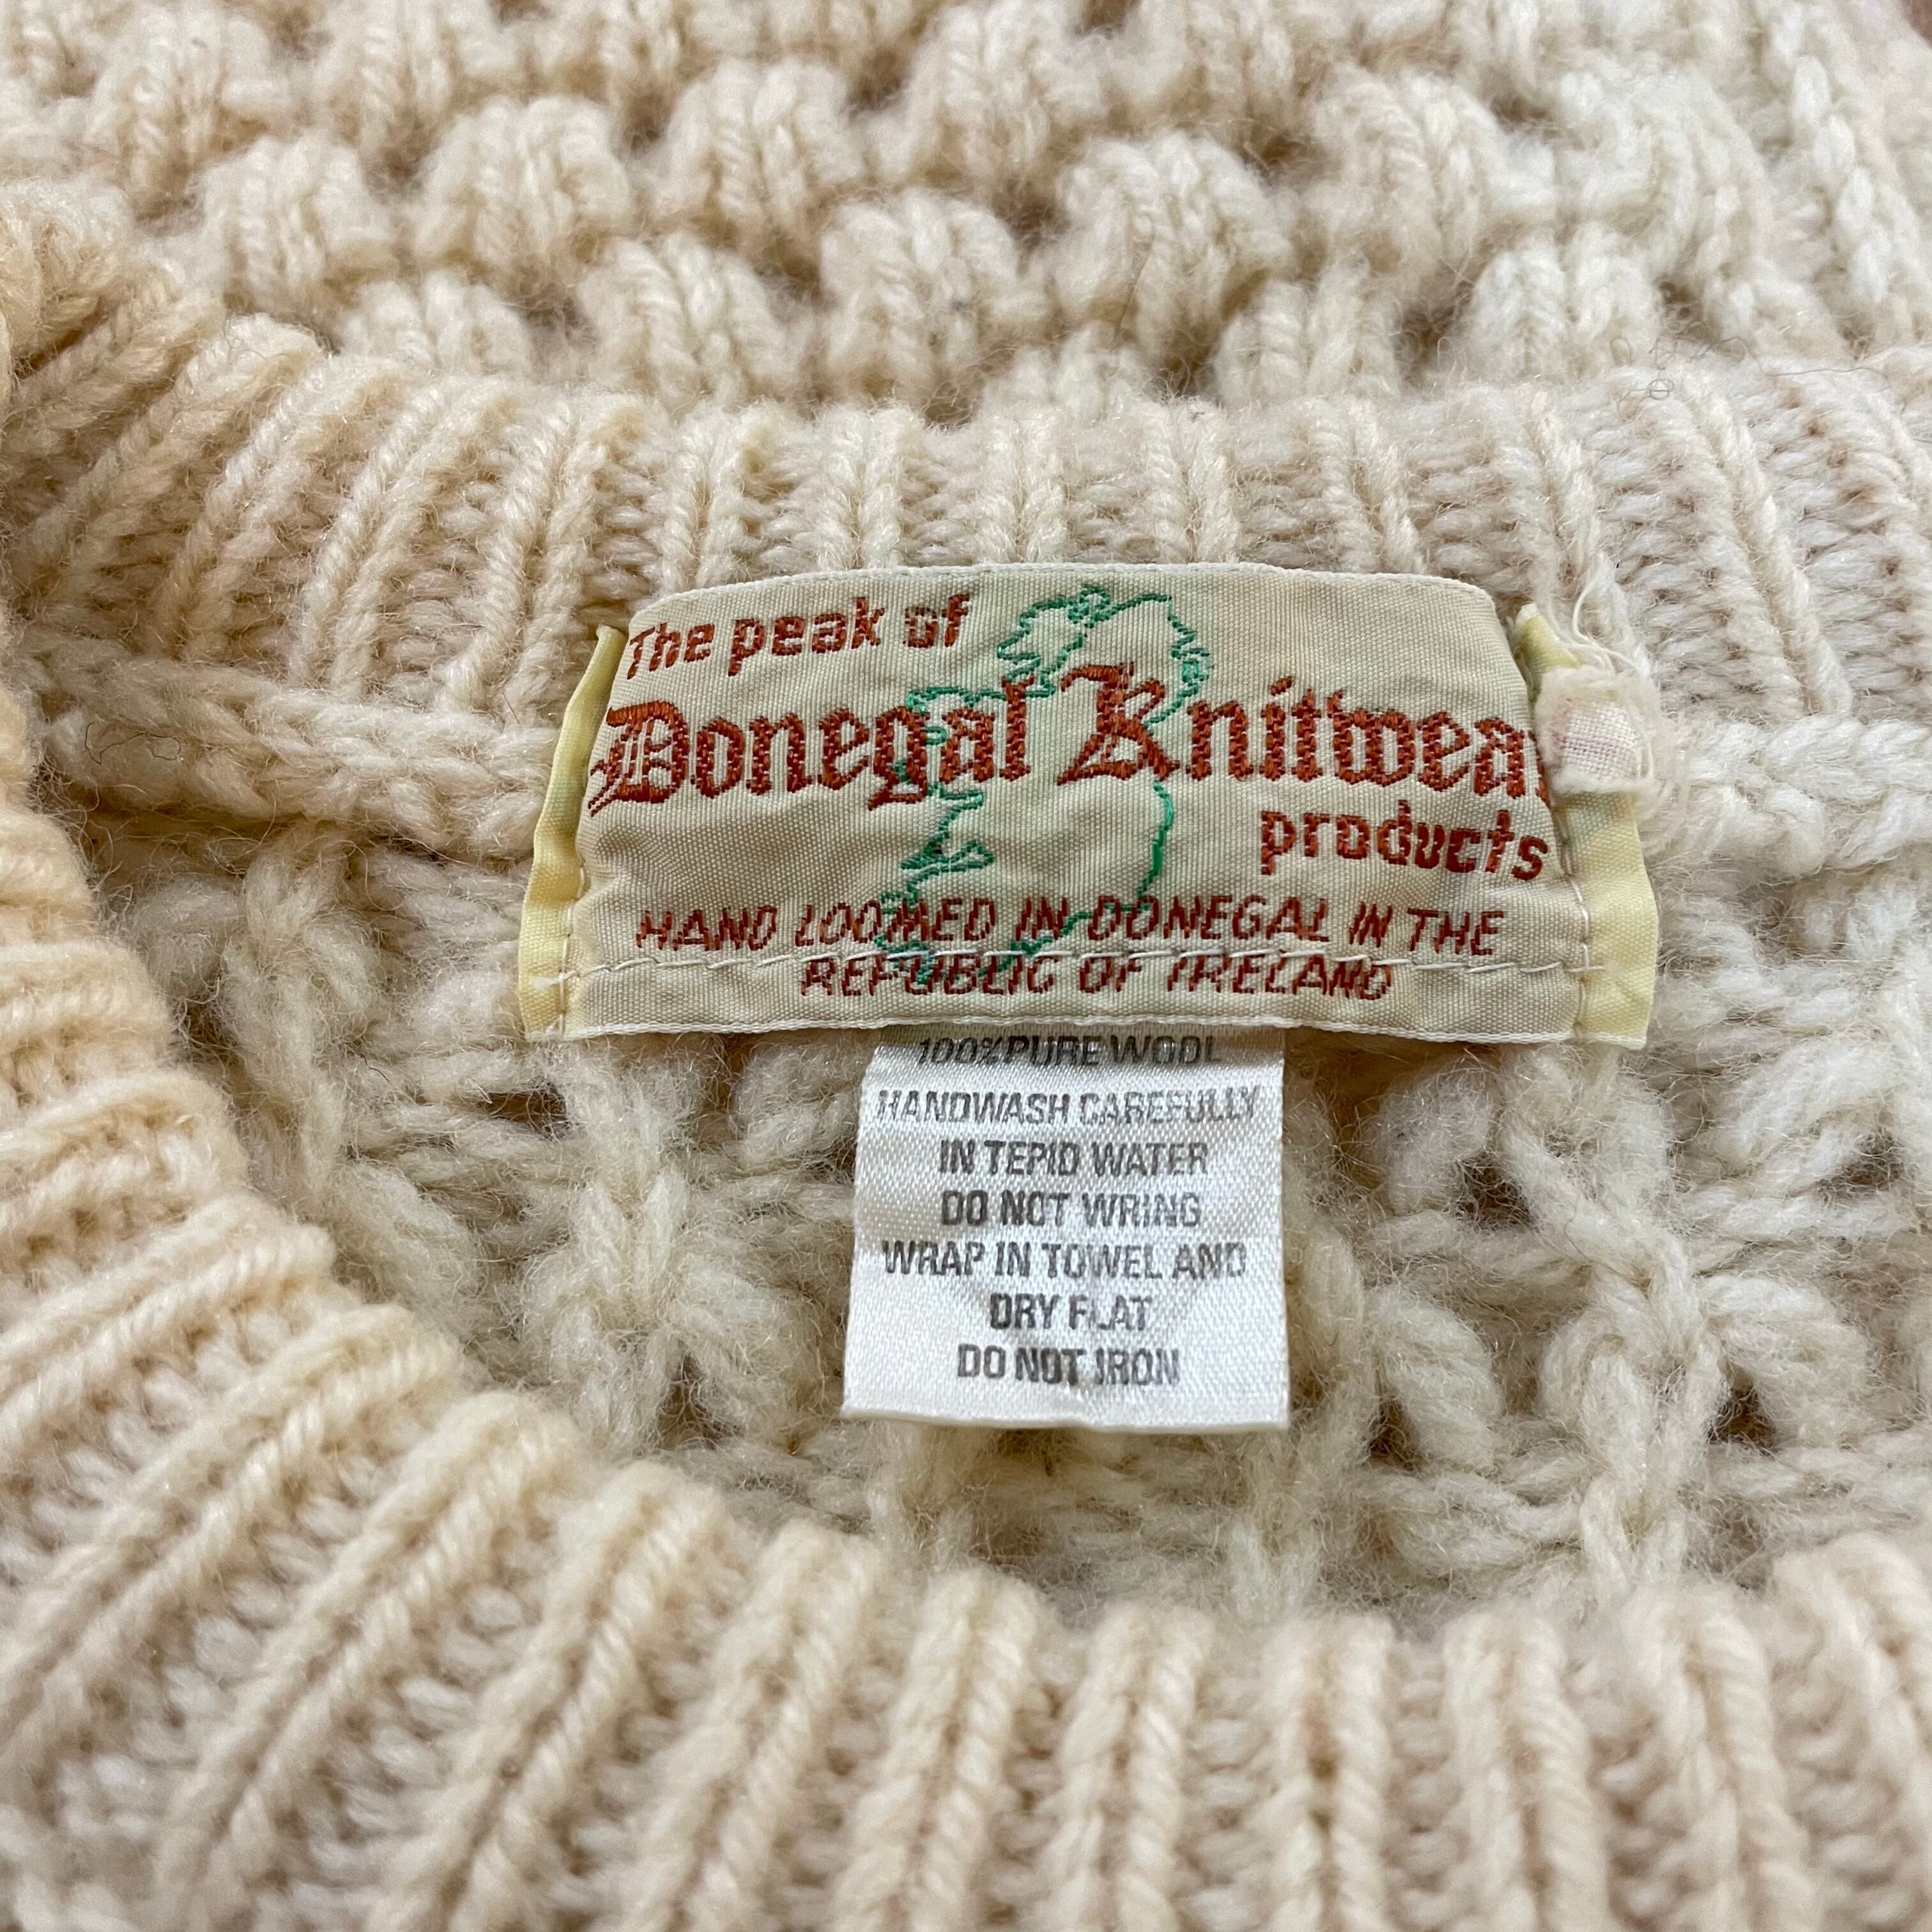 The peak of
Donegal Knitwear
products
HAND LOOMED IN DONEGAL IN THE
REPUBLIC OF IRELAND
100% PURE WOOL
HANDWASH CAREFULLY
IN TEPID WATER
DO NOT WRING
WRAP IN TOWEL AND
DRY FLAT
DO NOT IRON